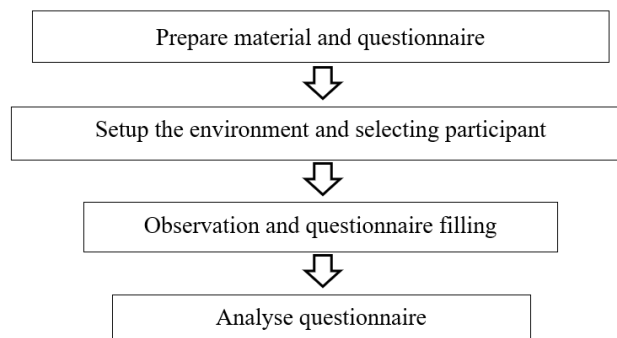 Prepare material and questionnaire
Setup the environment and selecting participant
Observation and questionnaire filling
Analyse questionnaire